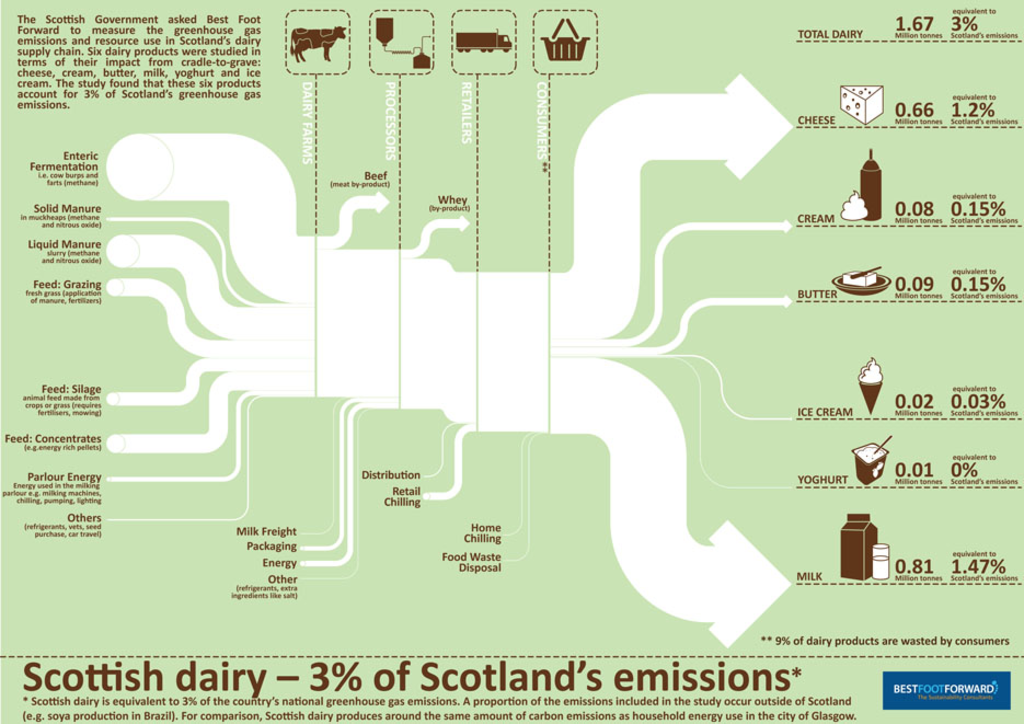 The Scottish Government asked Best Foot
Forward to measure the greenhouse gas
emissions and resource use in Scotland's dairy
supply chain. Six dairy products were studied in
terms of their impact from cradle-to-grave:
cheese, cream, butter, milk, yoghurt and ice
cream. The study found that these six products
account for 3% of Scotland's greenhouse gas
emissions.
DAIRY FARMS
PROCESSORS
RETAILERS
CONSUMERS**
TOTAL DAIRY
1.67
Million tonnes
equivalent to
3%
Scotland's emissions
CHEESE
0.66
Million tonnes
equivalent to
1.2%
Scotland's emissions
CREAM
0.08
Million tonnes
equivalent to
0.15%
Scotland's emissions
BUTTER
0.09
Million tonnes
equivalent to
0.15%
Scotland's emissions
ICE CREAM
0.02
Million tonnes
equivalent to
0.03%
Scotland's emissions
YOGHURT
0.01
Million tonnes
equivalent to
0%
Scotland's emissions
MILK
0.81
Million tonnes
equivalent to
1.47%
Scotland's emissions
Enteric
Fermentation
i.e. cow burps and
farts (methane)
Solid Manure
in muckheaps (methane
and nitrous oxide)
Liquid Manure
slurry (methane
and nitrous oxide)
Feed: Grazing
fresh grass (application
of manure, fertilizers)
Feed: Silage
animal feed made from
crops or grass (requires
fertilisers, mowing)
Feed: Concentrates
(e.g.energy rich pellets)
Parlour Energy
Energy used in the milking
parlour e.g. milking machines,
chilling, pumping, lighting
Others
(refrigerants, vets, seed
purchase, car travel)
Beef
(meat by-product)
Whey
(by-product)
Milk Freight
Packaging
Energy
Other
(refrigerants, extra
ingredients like salt)
Distribution
Retail
Chilling
Home
Chilling
Food Waste
Disposal
** 9% of dairy products are wasted by consumers
Scottish dairy – 3% of Scotland's emissions*
* Scottish dairy is equivalent to 3% of the country's national greenhouse gas emissions. A proportion of the emissions included in the study occur outside of Scotland
(e.g. soya production in Brazil). For comparison, Scottish dairy produces around the same amount of carbon emissions as household energy use in the city of Glasgow.
BESTFOOTFORWARD
The Sustainability Consultants